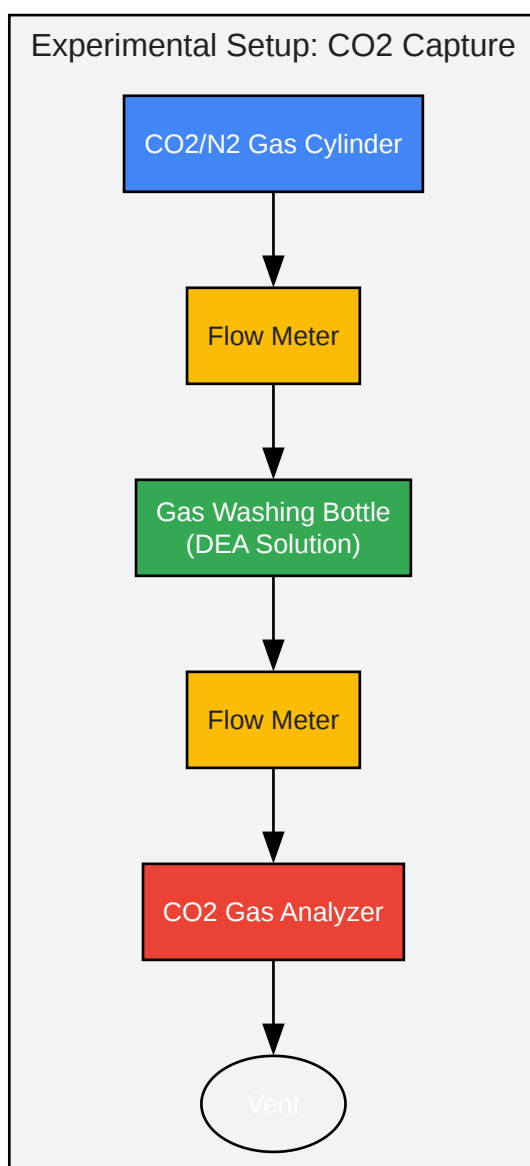 Experimental Setup: CO2 Capture
CO2/N2 Gas Cylinder
Flow Meter
Gas Washing Bottle
(DEA Solution)
Flow Meter
CO2 Gas Analyzer
Vent